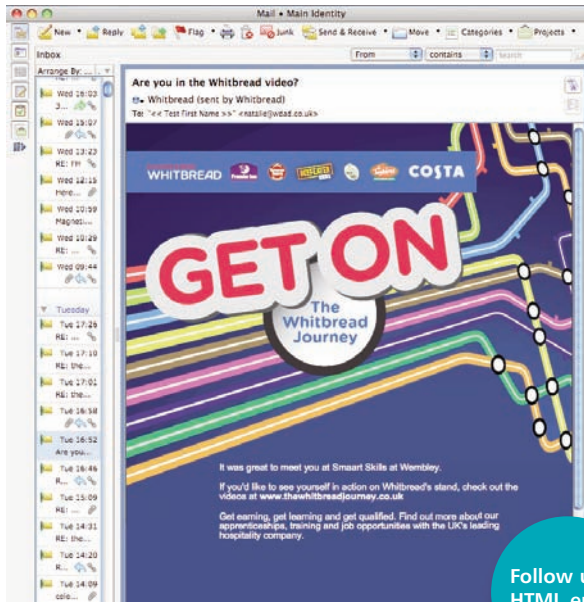 Mail • Main Identity
New Reply Flag Junk Send & Receive Move Categories Projects
Inbox
From contains Search
Arrange By: ...
Wed 16:03
3...
Wed 15:07
Wed 13:23
RE: I'm
Wed 12:15
Here...
Wed 10:59
Magnet...
Wed 10:29
RE: ...
Wed 09:44
Tuesday
Tue 17:26
RE: ...
Tue 17:10
RE: the...
Tue 17:01
RE: the...
Tue 16:58
Tue 16:52
Are you...
Tue 16:46
R...
Tue 15:09
RE: ...
Tue 14:31
RE: the...
Tue 14:20
R...
Tue 14:09
cole...
Are you in the Whitbread video?
Whitbread (sent by Whitbread)
To: "<< Test First Name >>" <natalie@wdad.co.uk>
WHITBREAD Premier Inn COSTA
GET ON
The
Whitbread
Journey
It was great to meet you at Smaart Skills at Wembley.
If you'd like to see yourself in action on Whitbread's stand, check out the
videos at www.thewhitbreadjourney.co.uk
Get earning, get learning and get qualified. Find out more about our
apprenticeships, training and job opportunities with the UK's leading
hospitality company.
Follow u
HTML e